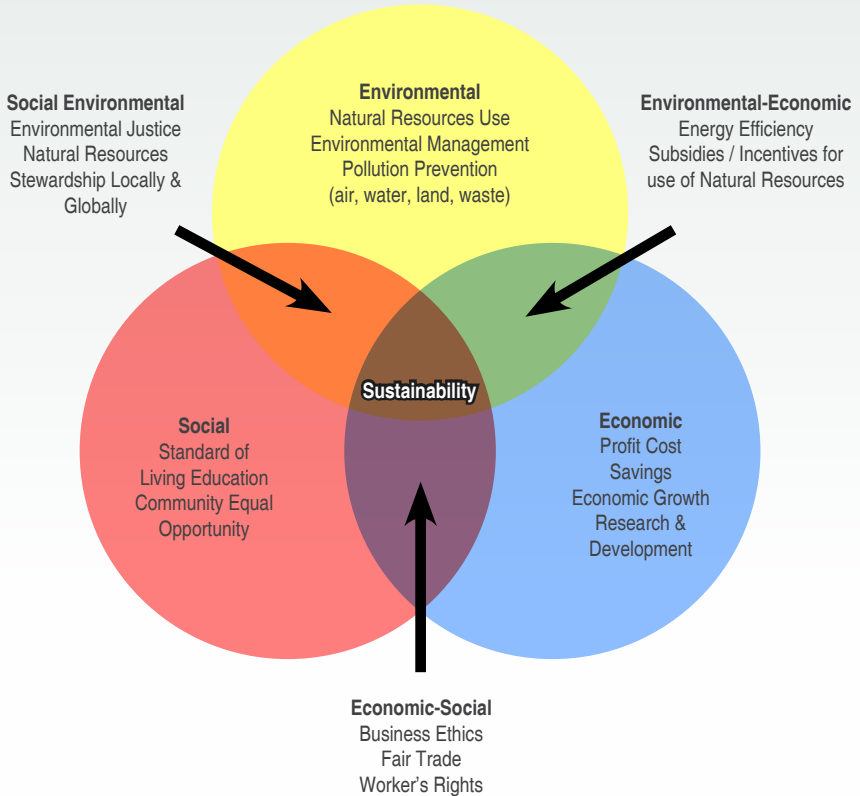 Social Environmental
Environmental Justice
Natural Resources
Stewardship Locally &
Globally
Environmental
Natural Resources Use
Environmental Management
Pollution Prevention
(air, water, land, waste)
Environmental-Economic
Energy Efficiency
Subsidies / Incentives for
use of Natural Resources
Sustainability
Social
Standard of
Living Education
Community Equal
Opportunity
Economic
Profit Cost
Savings
Economic Growth
Research &
Development
Economic-Social
Business Ethics
Fair Trade
Worker’s Rights